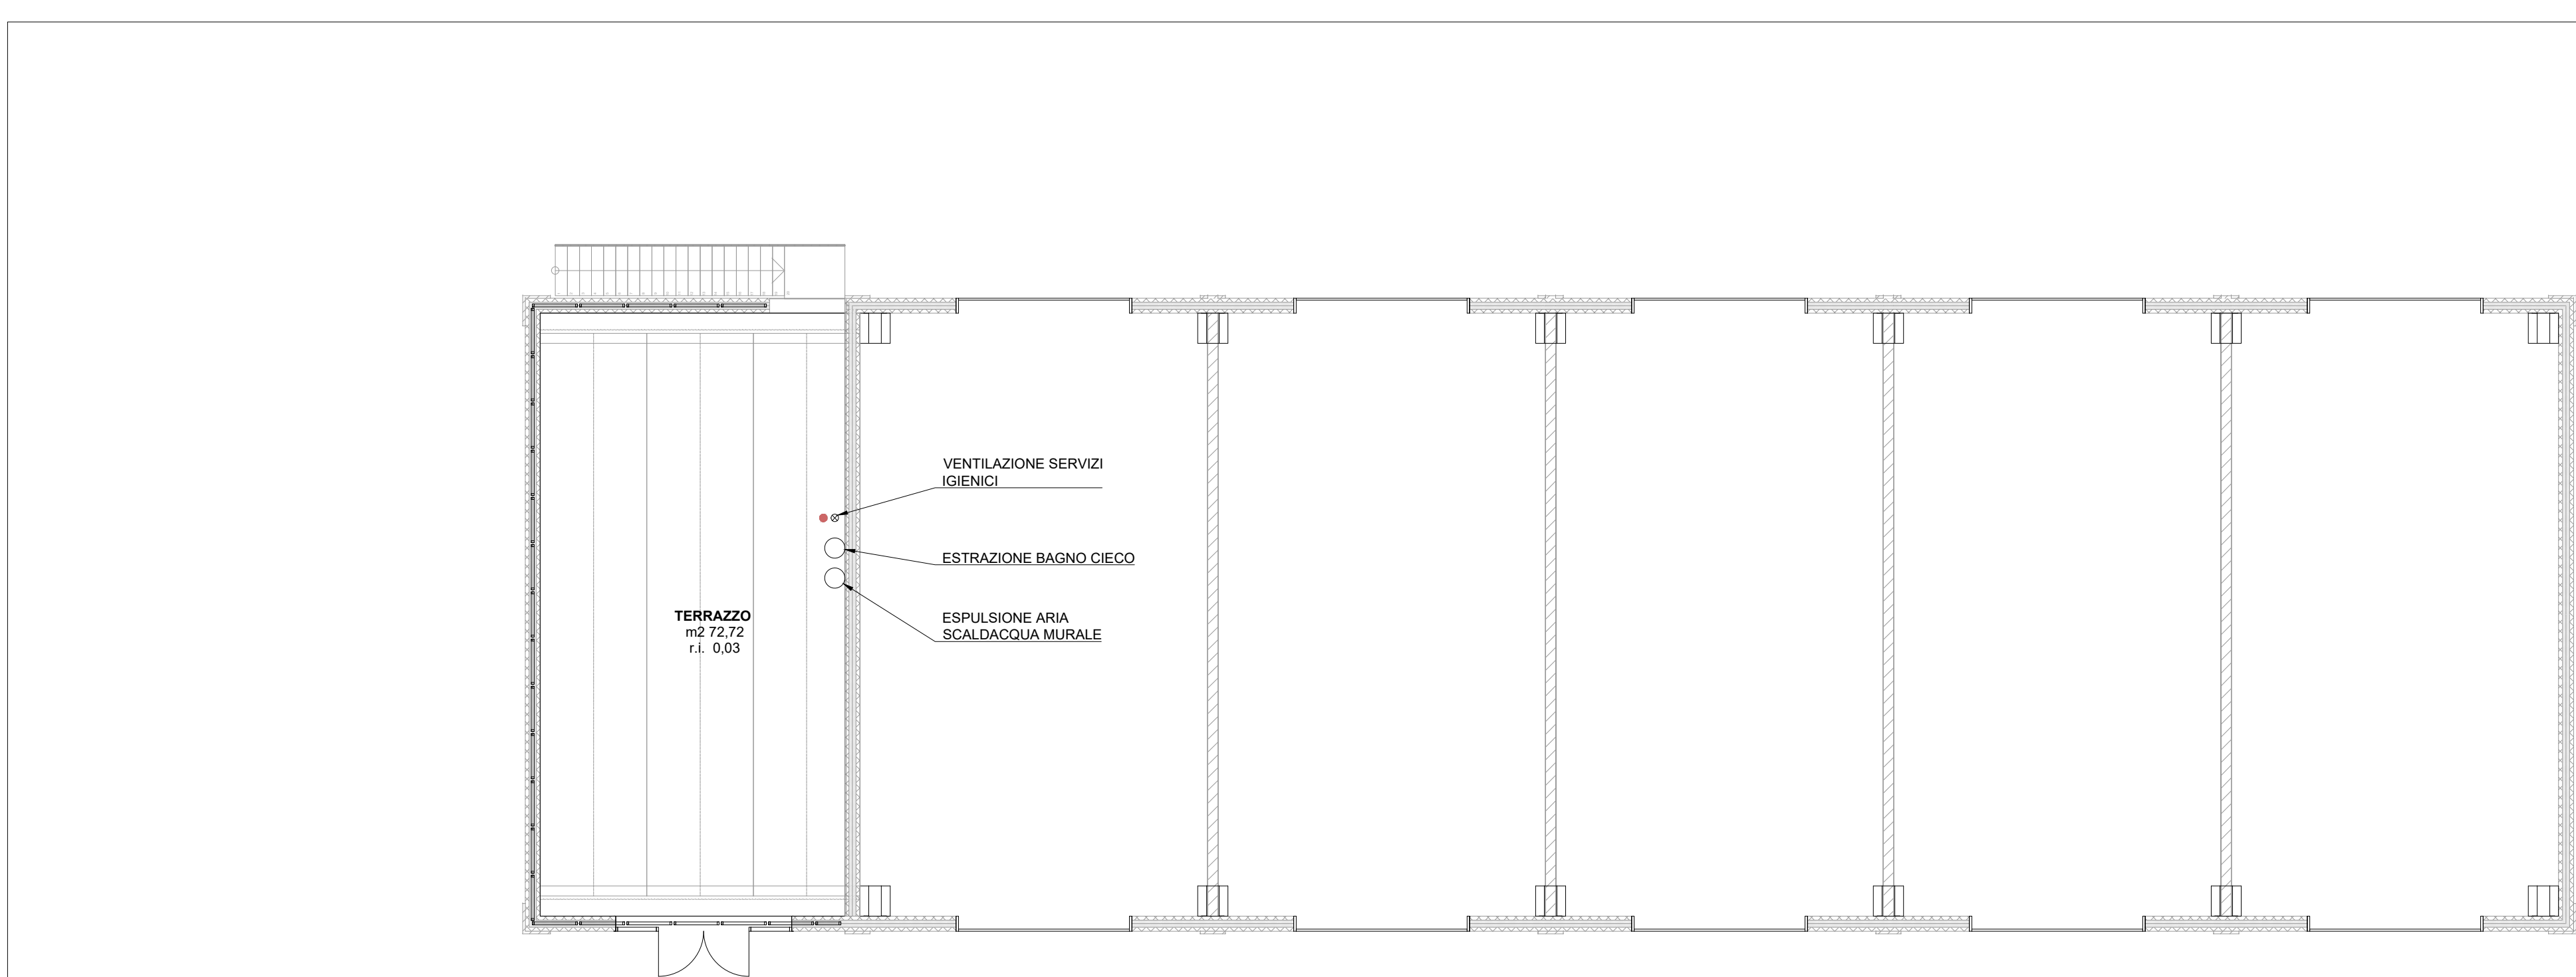 VENTILAZIONE SERVIZI
IGIENICI
ESTRAZIONE BAGNO CIECO
ESPULSIONE ARIA
SCALDACQUA MURALE
TERRAZZO
m2 72,72
r.i. 0,03